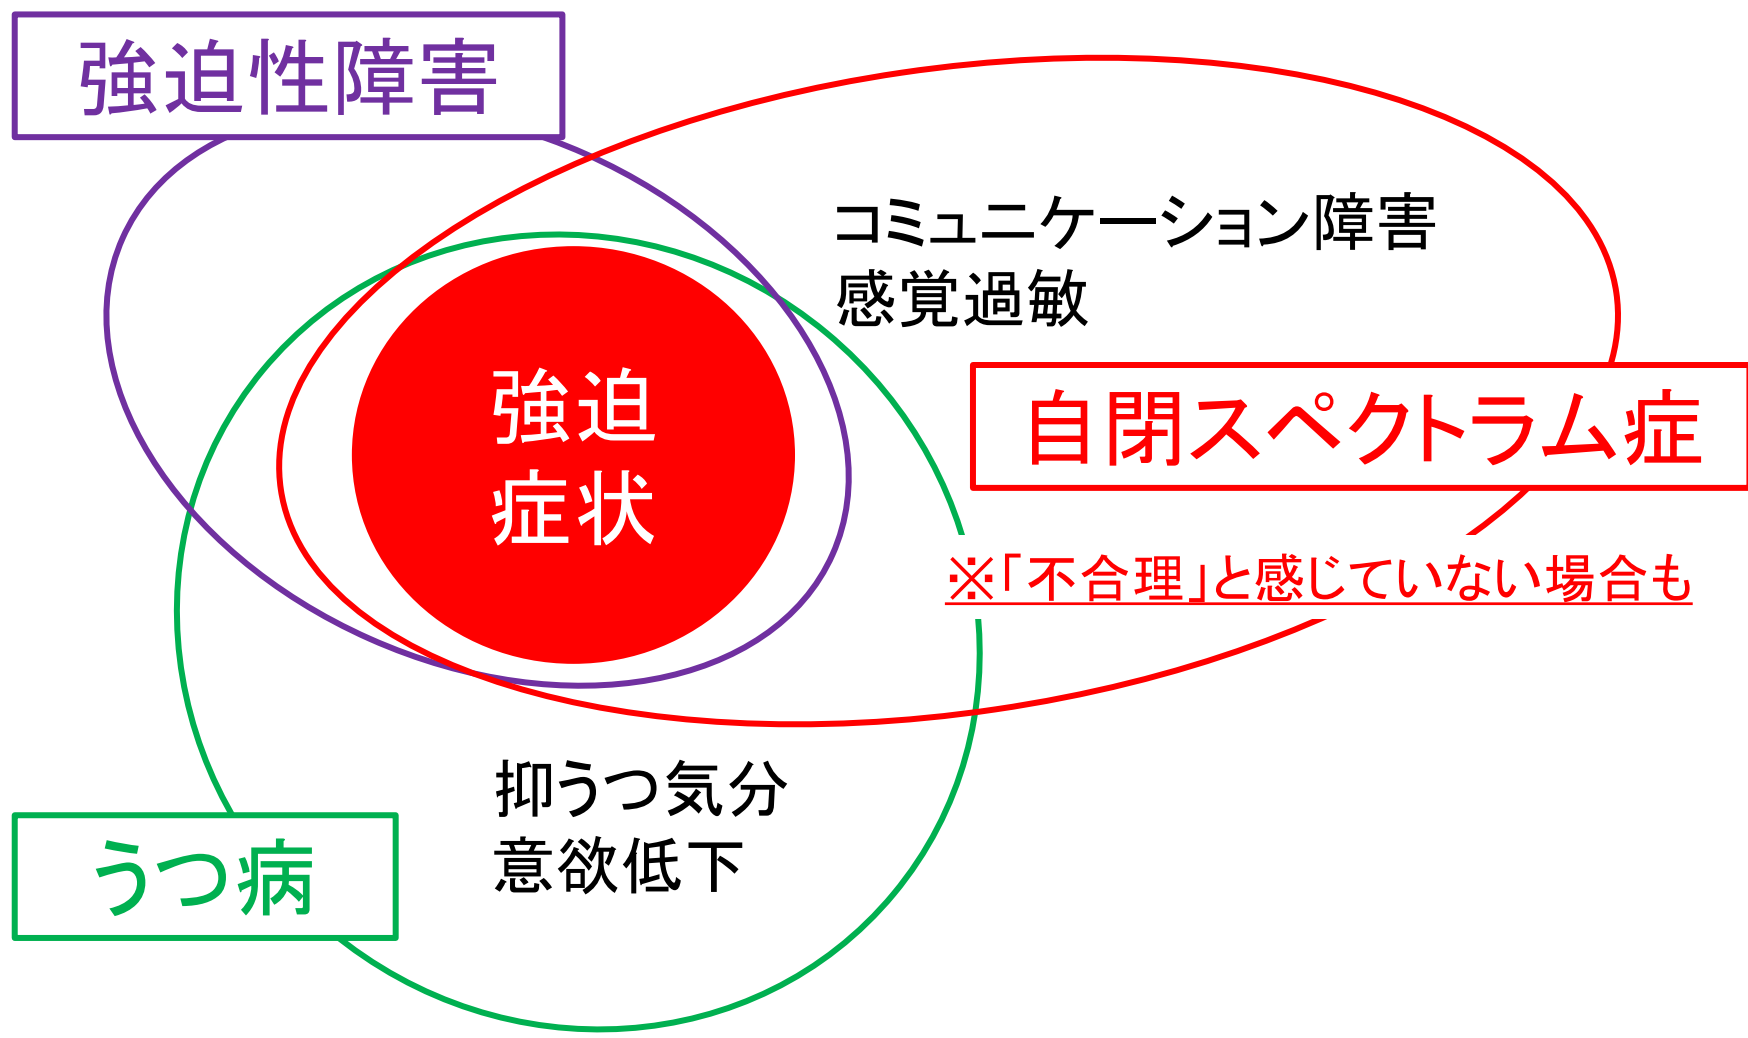 強迫性障害
コミュニケーション障害
感覚過敏
強迫
症状
自閉スペクトラム症
※「不合理」と感じていない場合も
抑うつ気分
意欲低下
うつ病